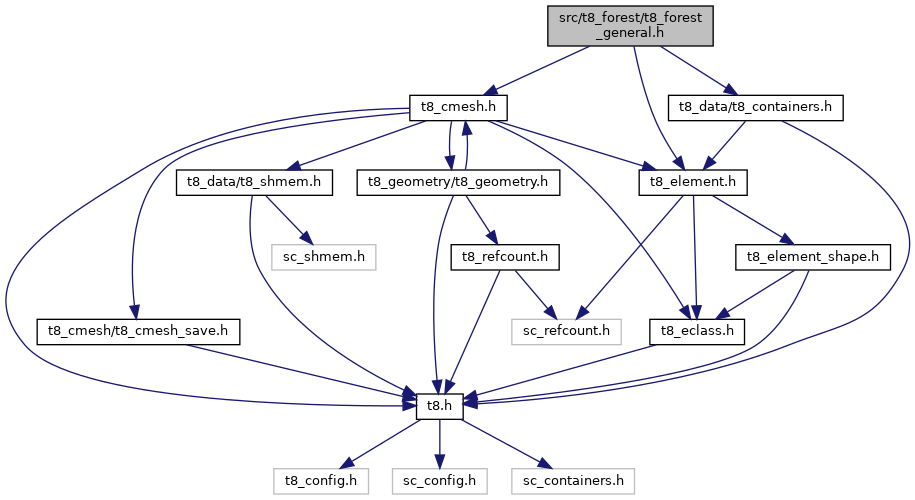 src/t8_forest/t8_forest
_general.h
t8_cmesh.h
t8_data/t8_containers.h
t8_data/t8_shmem.h
t8_geometry/t8_geometry.h
t8_element.h
sc_shmem.h
t8_refcount.h
t8_element_shape.h
t8_cmesh/t8_cmesh_save.h
sc_refcount.h
t8_eclass.h
t8.h
t8_config.h
sc_config.h
sc_containers.h